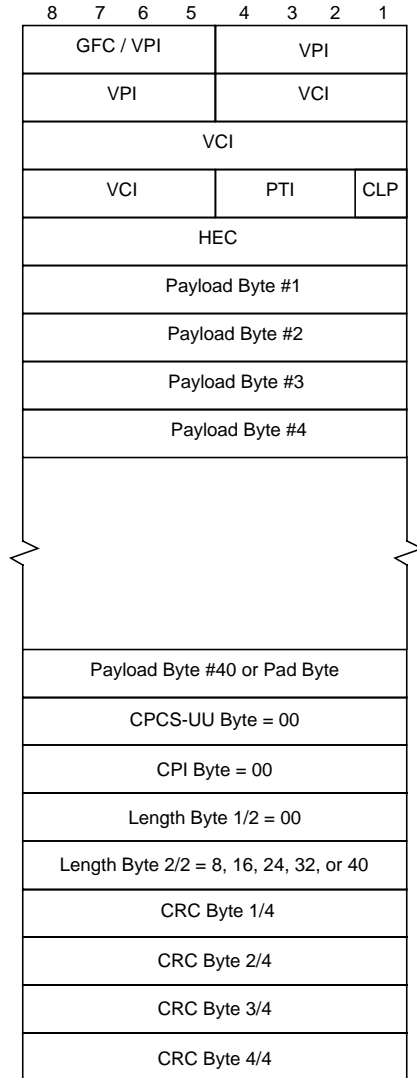 8 7 6 5 4 3 2 1
GFC / VPI VPI
VPI VCI
VCI
VCI PTI CLP
HEC
Payload Byte #1
Payload Byte #2
Payload Byte #3
Payload Byte #4
Payload Byte #40 or Pad Byte
CPCS-UU Byte = 00
CPI Byte = 00
Length Byte 1/2 = 00
Length Byte 2/2 = 8, 16, 24, 32, or 40
CRC Byte 1/4
CRC Byte 2/4
CRC Byte 3/4
CRC Byte 4/4